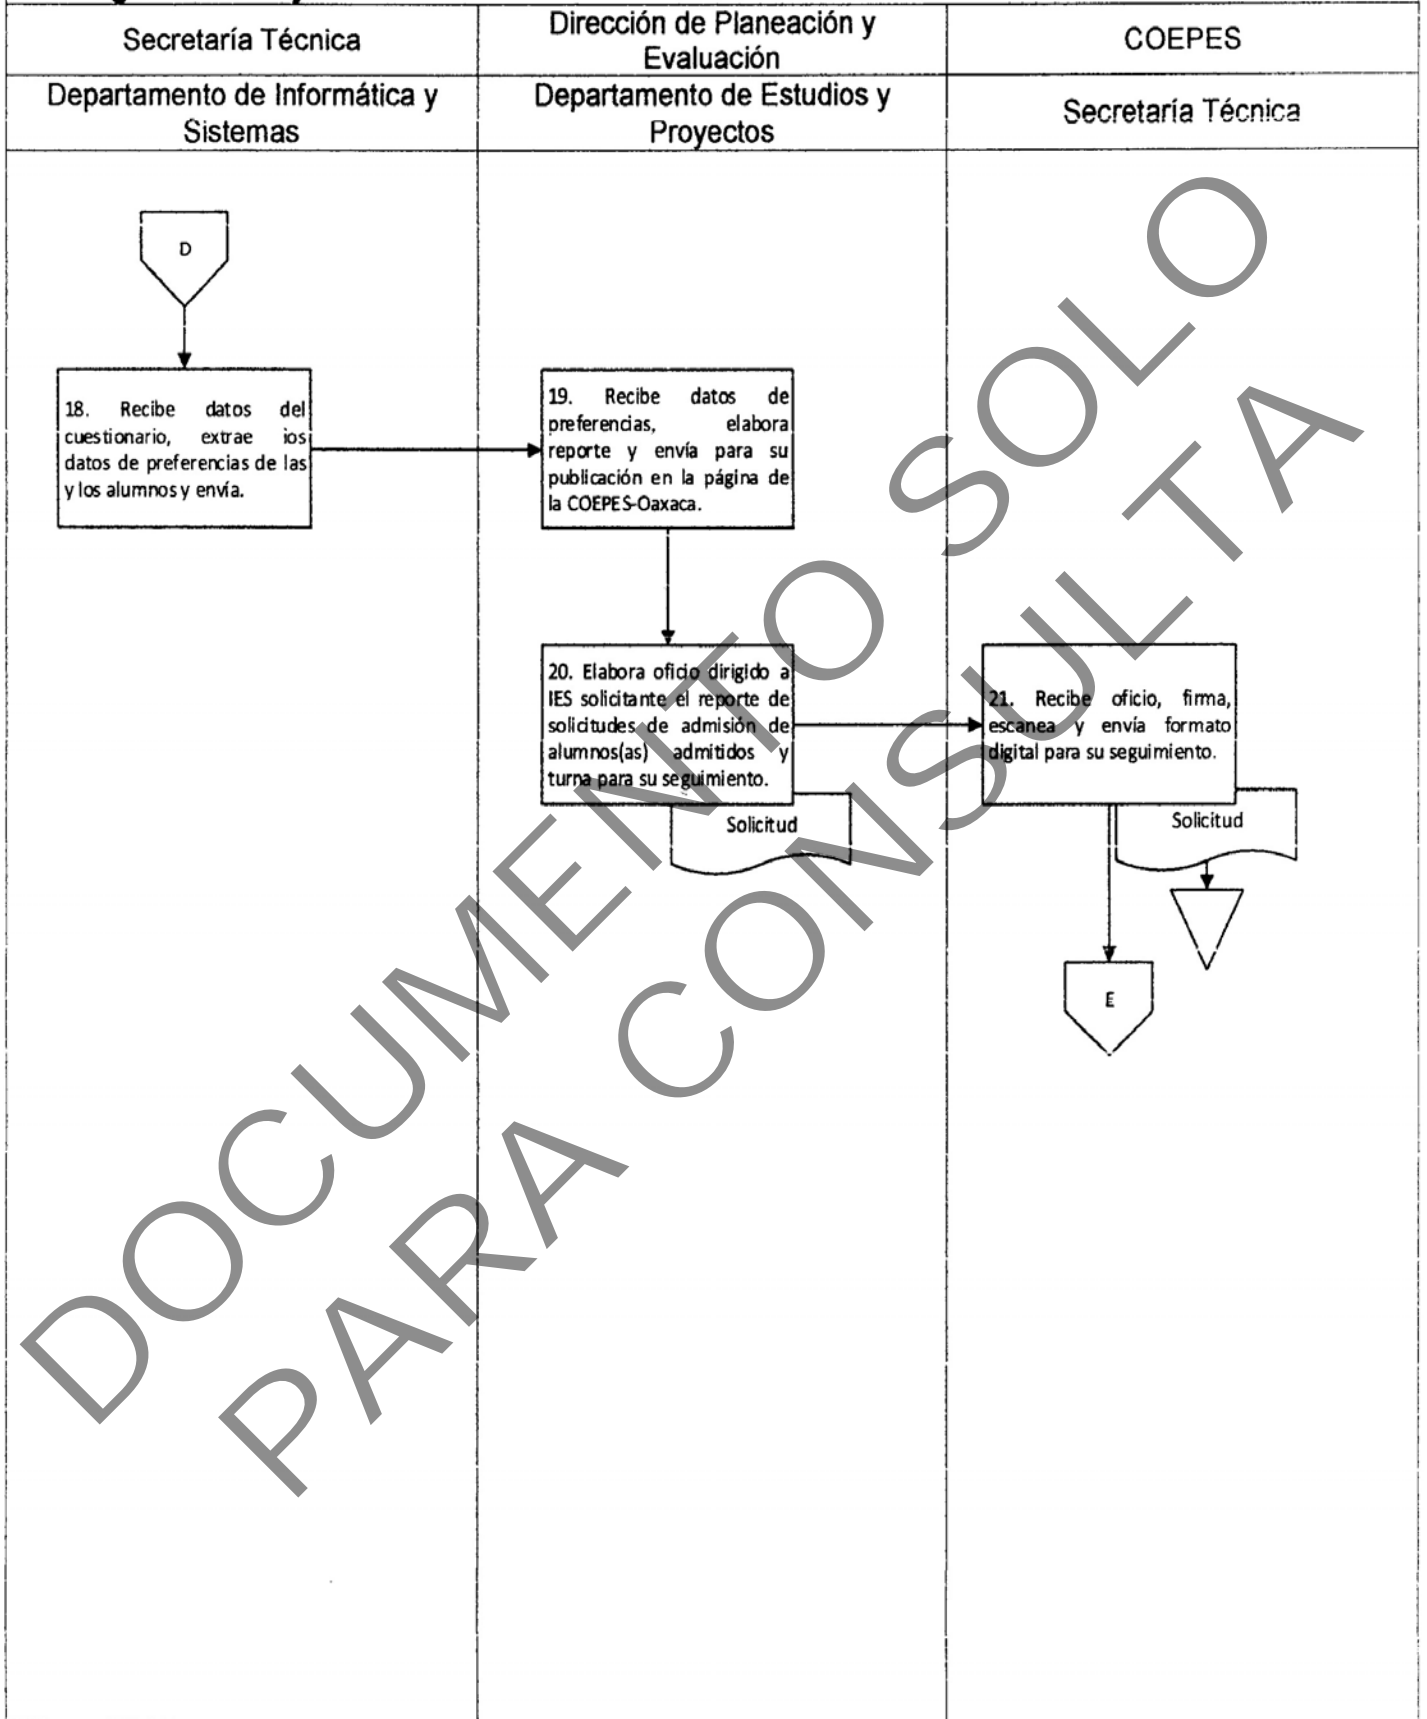 Secretaría Técnica
Dirección de Planeación y
Evaluación
COEPES
Departamento de Informática y
Sistemas
Departamento de Estudios y
Proyectos
Secretaría Técnica
D
18. Recibe datos del
cuestionario, extrae ios
datos de preferencias de las
y los alumnos y envía.
19. Recibe datos de
preferencias, elabora
reporte y envía para su
publicación en la página de
la COEPES-Oaxaca.
20. Elabora oficio dirigido a
IES solicitante el reporte de
solicitudes de admisión de
alumnos(as) admitidos y
turna para su seguimiento.
Solicitud
21. Recibe oficio, firma,
escanea y envía formato
digital para su seguimiento.
Solicitud
E
DOCUMENTO SOLO
PARA CONSULTA